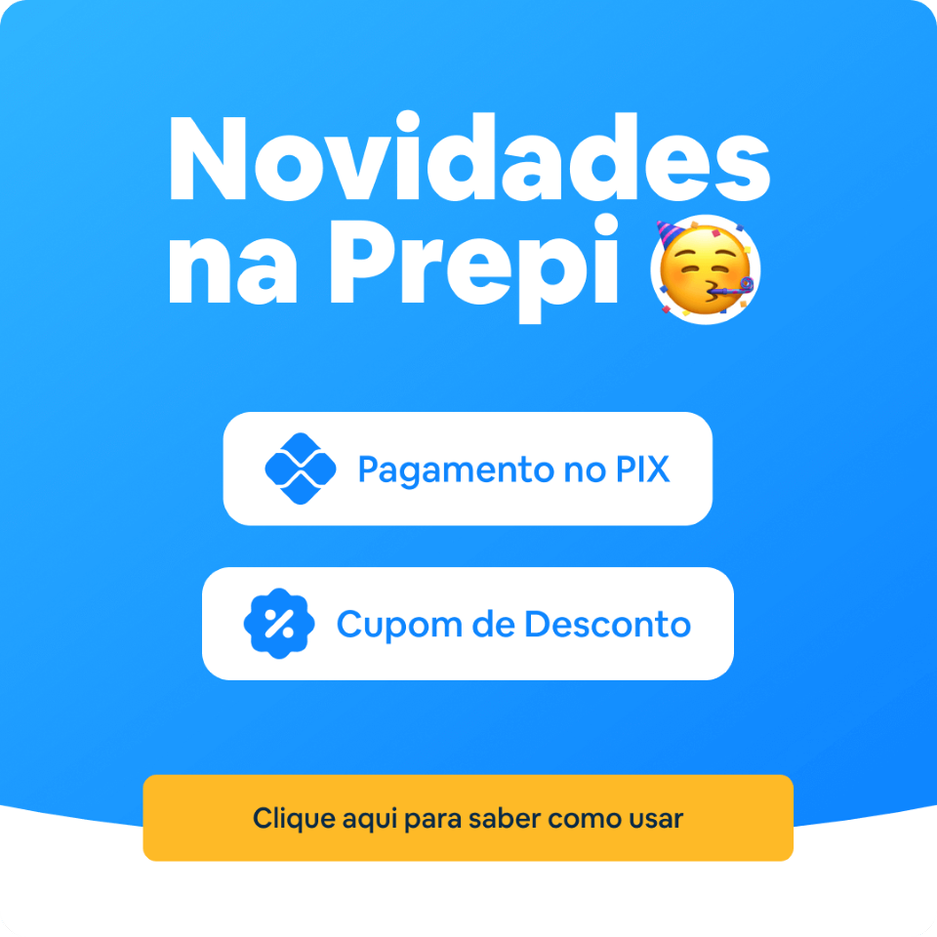 Novidades
na Prepi
Pagamento no PIX
Cupom de Desconto
Clique aqui para saber como usar